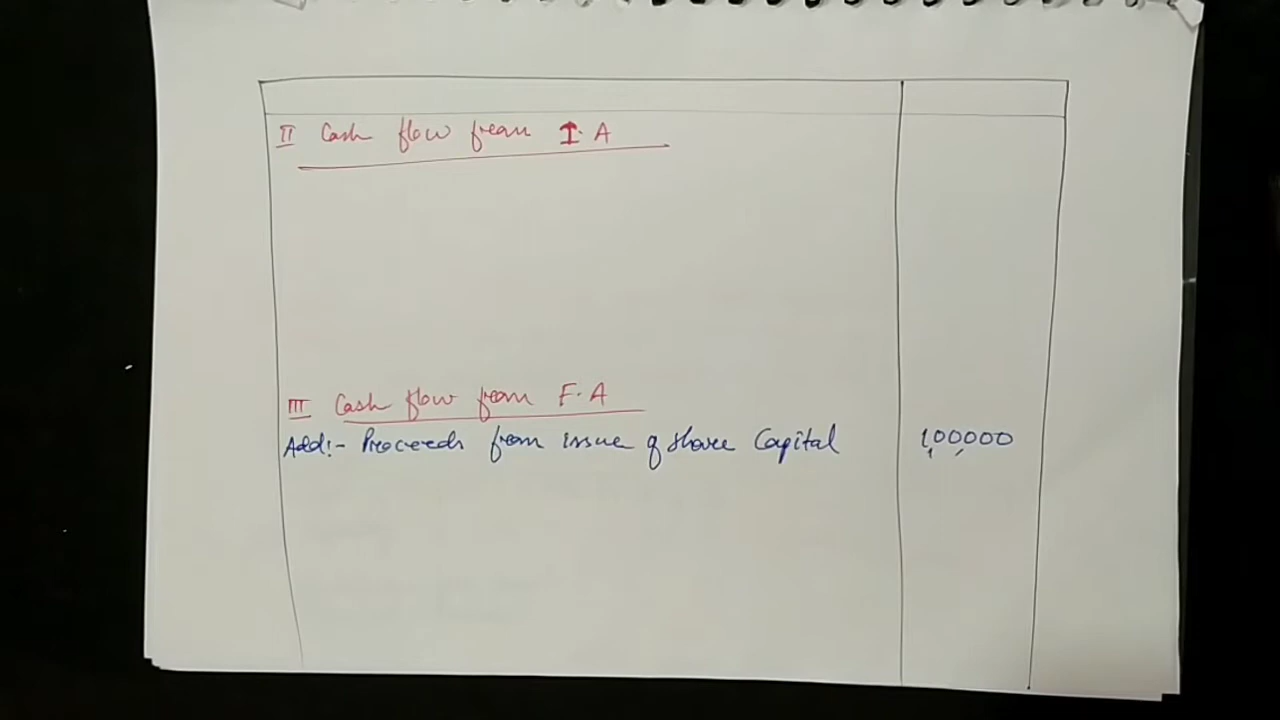 II Cash flow from I.A
III Cash flow from F.A
Add:- Proceeds from issue of share Capital 1,00,000